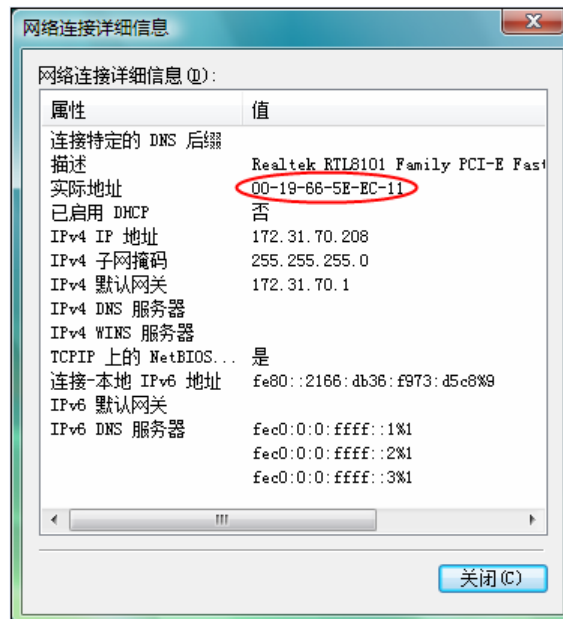 网络连接详细信息
网络连接详细信息(D):
属性 值
连接特定的 DNS 后缀
描述 Realtek RTL8101 Family PCI-E Fast
实际地址 00-19-66-5E-EC-11
已启用 DHCP 否
IPv4 IP 地址 172.31.70.208
IPv4 子网掩码 255.255.255.0
IPv4 默认网关 172.31.70.1
IPv4 DNS 服务器
IPv4 WINS 服务器
TCPIP 上的 NetBIOS... 是
连接-本地 IPv6 地址 fe80::2166:db36:f973:d5c8%9
IPv6 默认网关
IPv6 DNS 服务器 fec0:0:0:ffff::1%1
fec0:0:0:ffff::2%1
fec0:0:0:ffff::3%1
关闭(C)